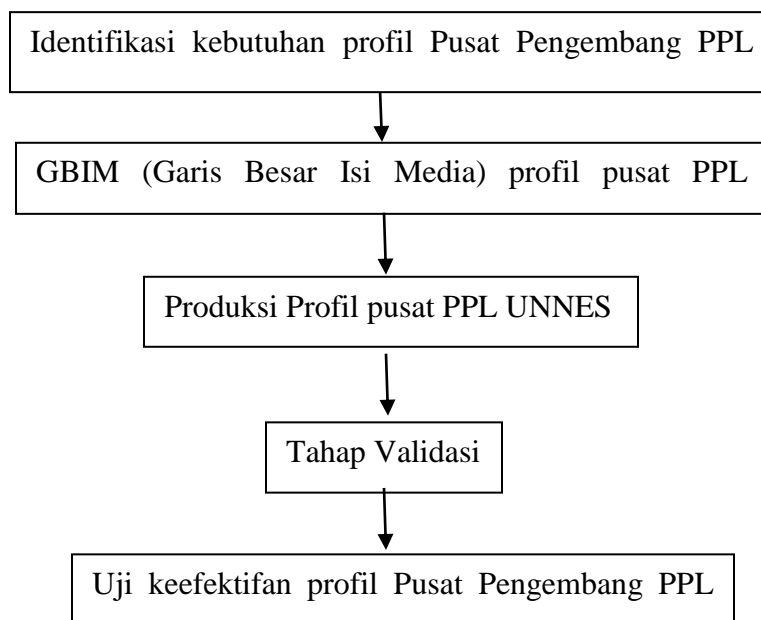 Identifikasi kebutuhan profil Pusat Pengembang PPL
GBIM (Garis Besar Isi Media) profil pusat PPL
Produksi Profil pusat PPL UNNES
Tahap Validasi
Uji keefektifan profil Pusat Pengembang PPL